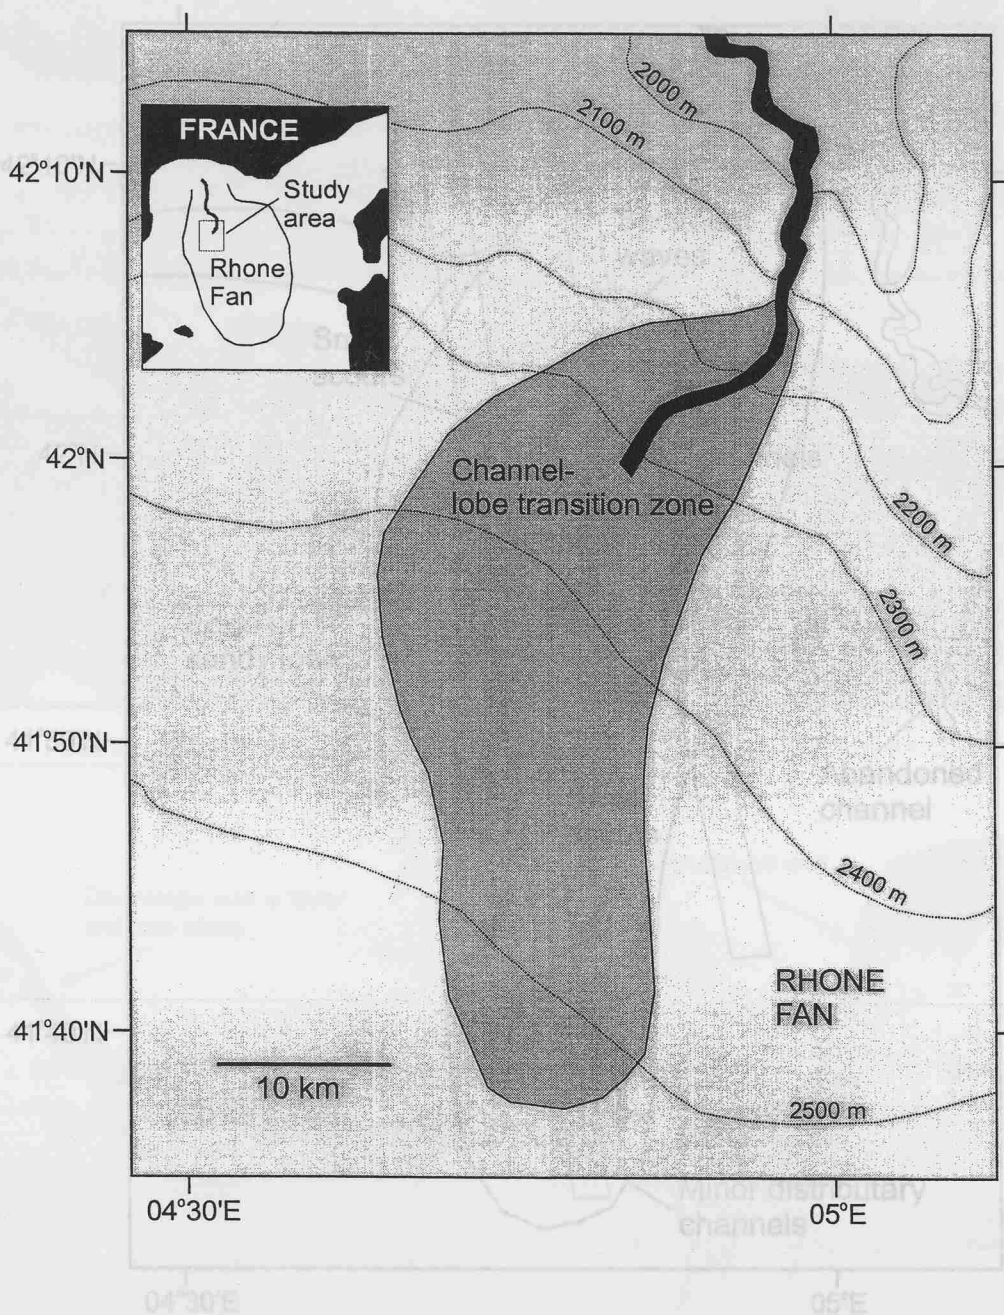 FRANCE
Study
area
Rhone
Fan
2000 m
2100 m
42°10'N
waves
42°N
Channel-
lobe transition zone
2200 m
2300 m
41°50'N
Abandoned
channel
2400 m
RHONE
FAN
41°40'N
10 km
2500 m
Minor distributary
channels
04°30'E
05°E
04°30'E
05°E